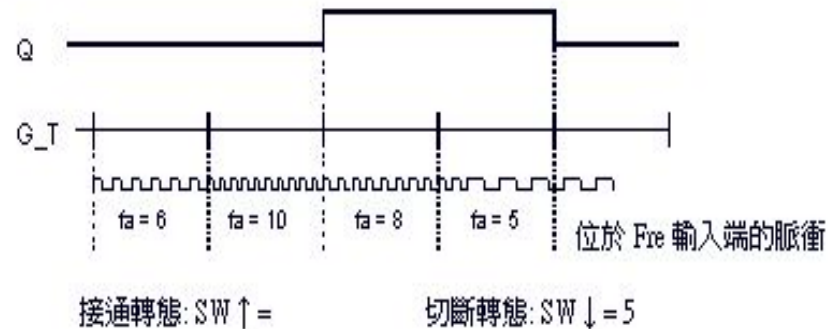 Q
G_T
fa = 6 fa = 10 fa = 8 fa = 5
位於 Fre 輸入端的脈衝
接通轉態: SW↑= 切斷轉態: SW↓= 5